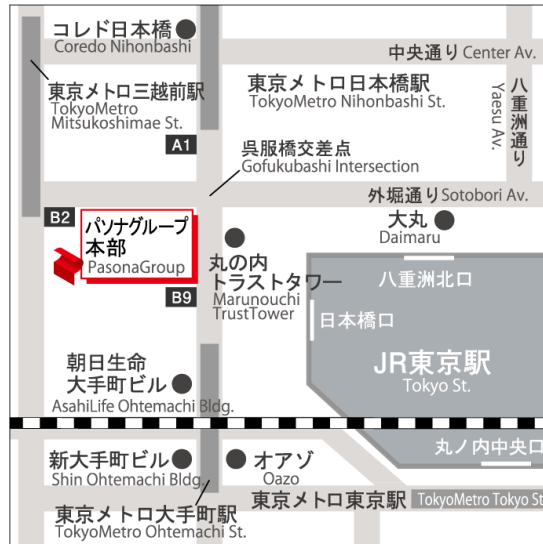 コレド日本橋
Coredo Nihonbashi
中央通り Center Av.
八重洲通り
Yaesu Av.
東京メトロ三越前駅
TokyoMetro
Mitsukoshimae St.
東京メトロ日本橋駅
TokyoMetro Nihonbashi St.
A1
呉服橋交差点
Gofukubashi Intersection
外堀通り Sotobori Av.
B2
パソナグループ
本部
PasonaGroup
大丸
Daimaru
丸の内
トラストタワー
Marunouchi
TrustTower
B9
八重洲北口
日本橋口
JR東京駅
Tokyo St.
朝日生命
大手町ビル
AsahiLife Ohtemachi Bldg.
丸ノ内中央口
新大手町ビル
Shin Ohtemachi Bldg.
オアゾ
Oazo
東京メトロ東京駅 TokyoMetro Tokyo St
東京メトロ大手町駅
TokyoMetro Ohtemachi St.